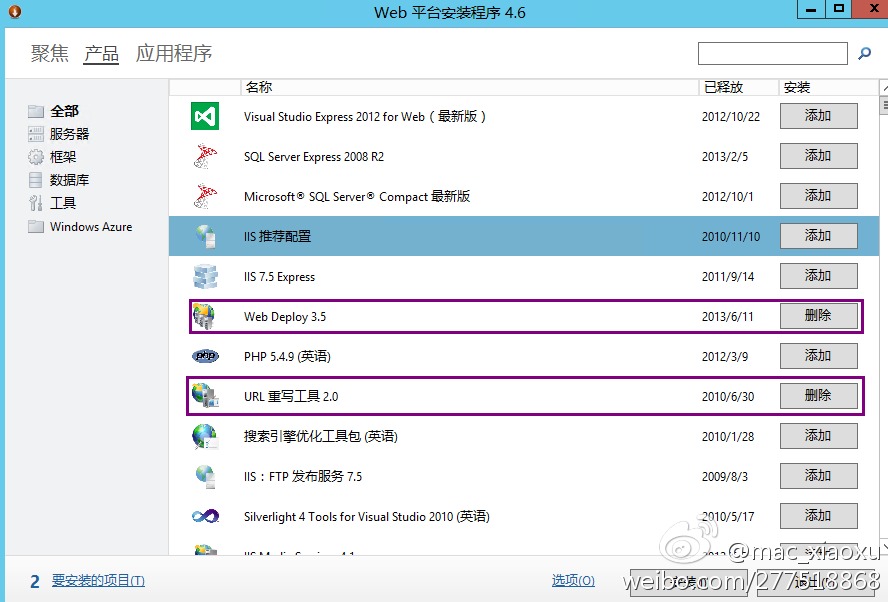 Web 平台安装程序 4.6
聚焦 产品 应用程序
名称 已释放 安装
全部
服务器
框架
数据库
工具
Windows Azure
Visual Studio Express 2012 for Web（最新版） 2012/10/22 添加
SQL Server Express 2008 R2 2013/2/5 添加
Microsoft® SQL Server® Compact 最新版 2012/10/1 添加
IIS 推荐配置 2010/11/10 添加
IIS 7.5 Express 2011/9/14 添加
Web Deploy 3.5 2013/6/11 删除
php PHP 5.4.9 (英语) 2012/3/9 添加
URL 重写工具 2.0 2010/6/30 删除
搜索引擎优化工具包 (英语) 2010/1/28 添加
IIS：FTP 发布服务 7.5 2009/8/3 添加
Silverlight 4 Tools for Visual Studio 2010 (英语) 2010/5/17 添加
IIS Media Services 4.1
@mac_xiaoxu
2 要安装的项目(T) 选项(O)
weibo.com/277518868